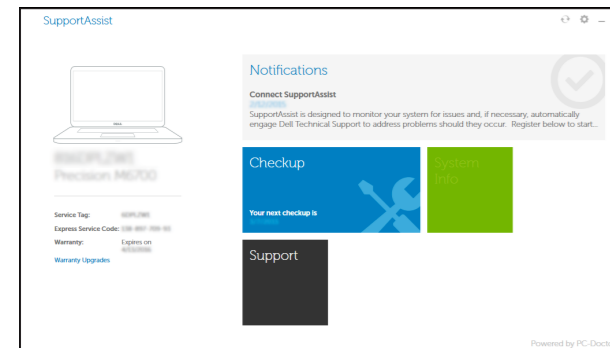 SupportAssist
DELL
Precision M6700
Service Tag:
Express Service Code:
Warranty: Expires on
Warranty Upgrades
Notifications
Connect SupportAssist
SupportAssist is designed to monitor your system for issues and, if necessary, automatically
engage Dell Technical Support to address problems should they occur. Register below to start...
Checkup
Your next checkup is
System
Info
Support
Powered by PC-Doct